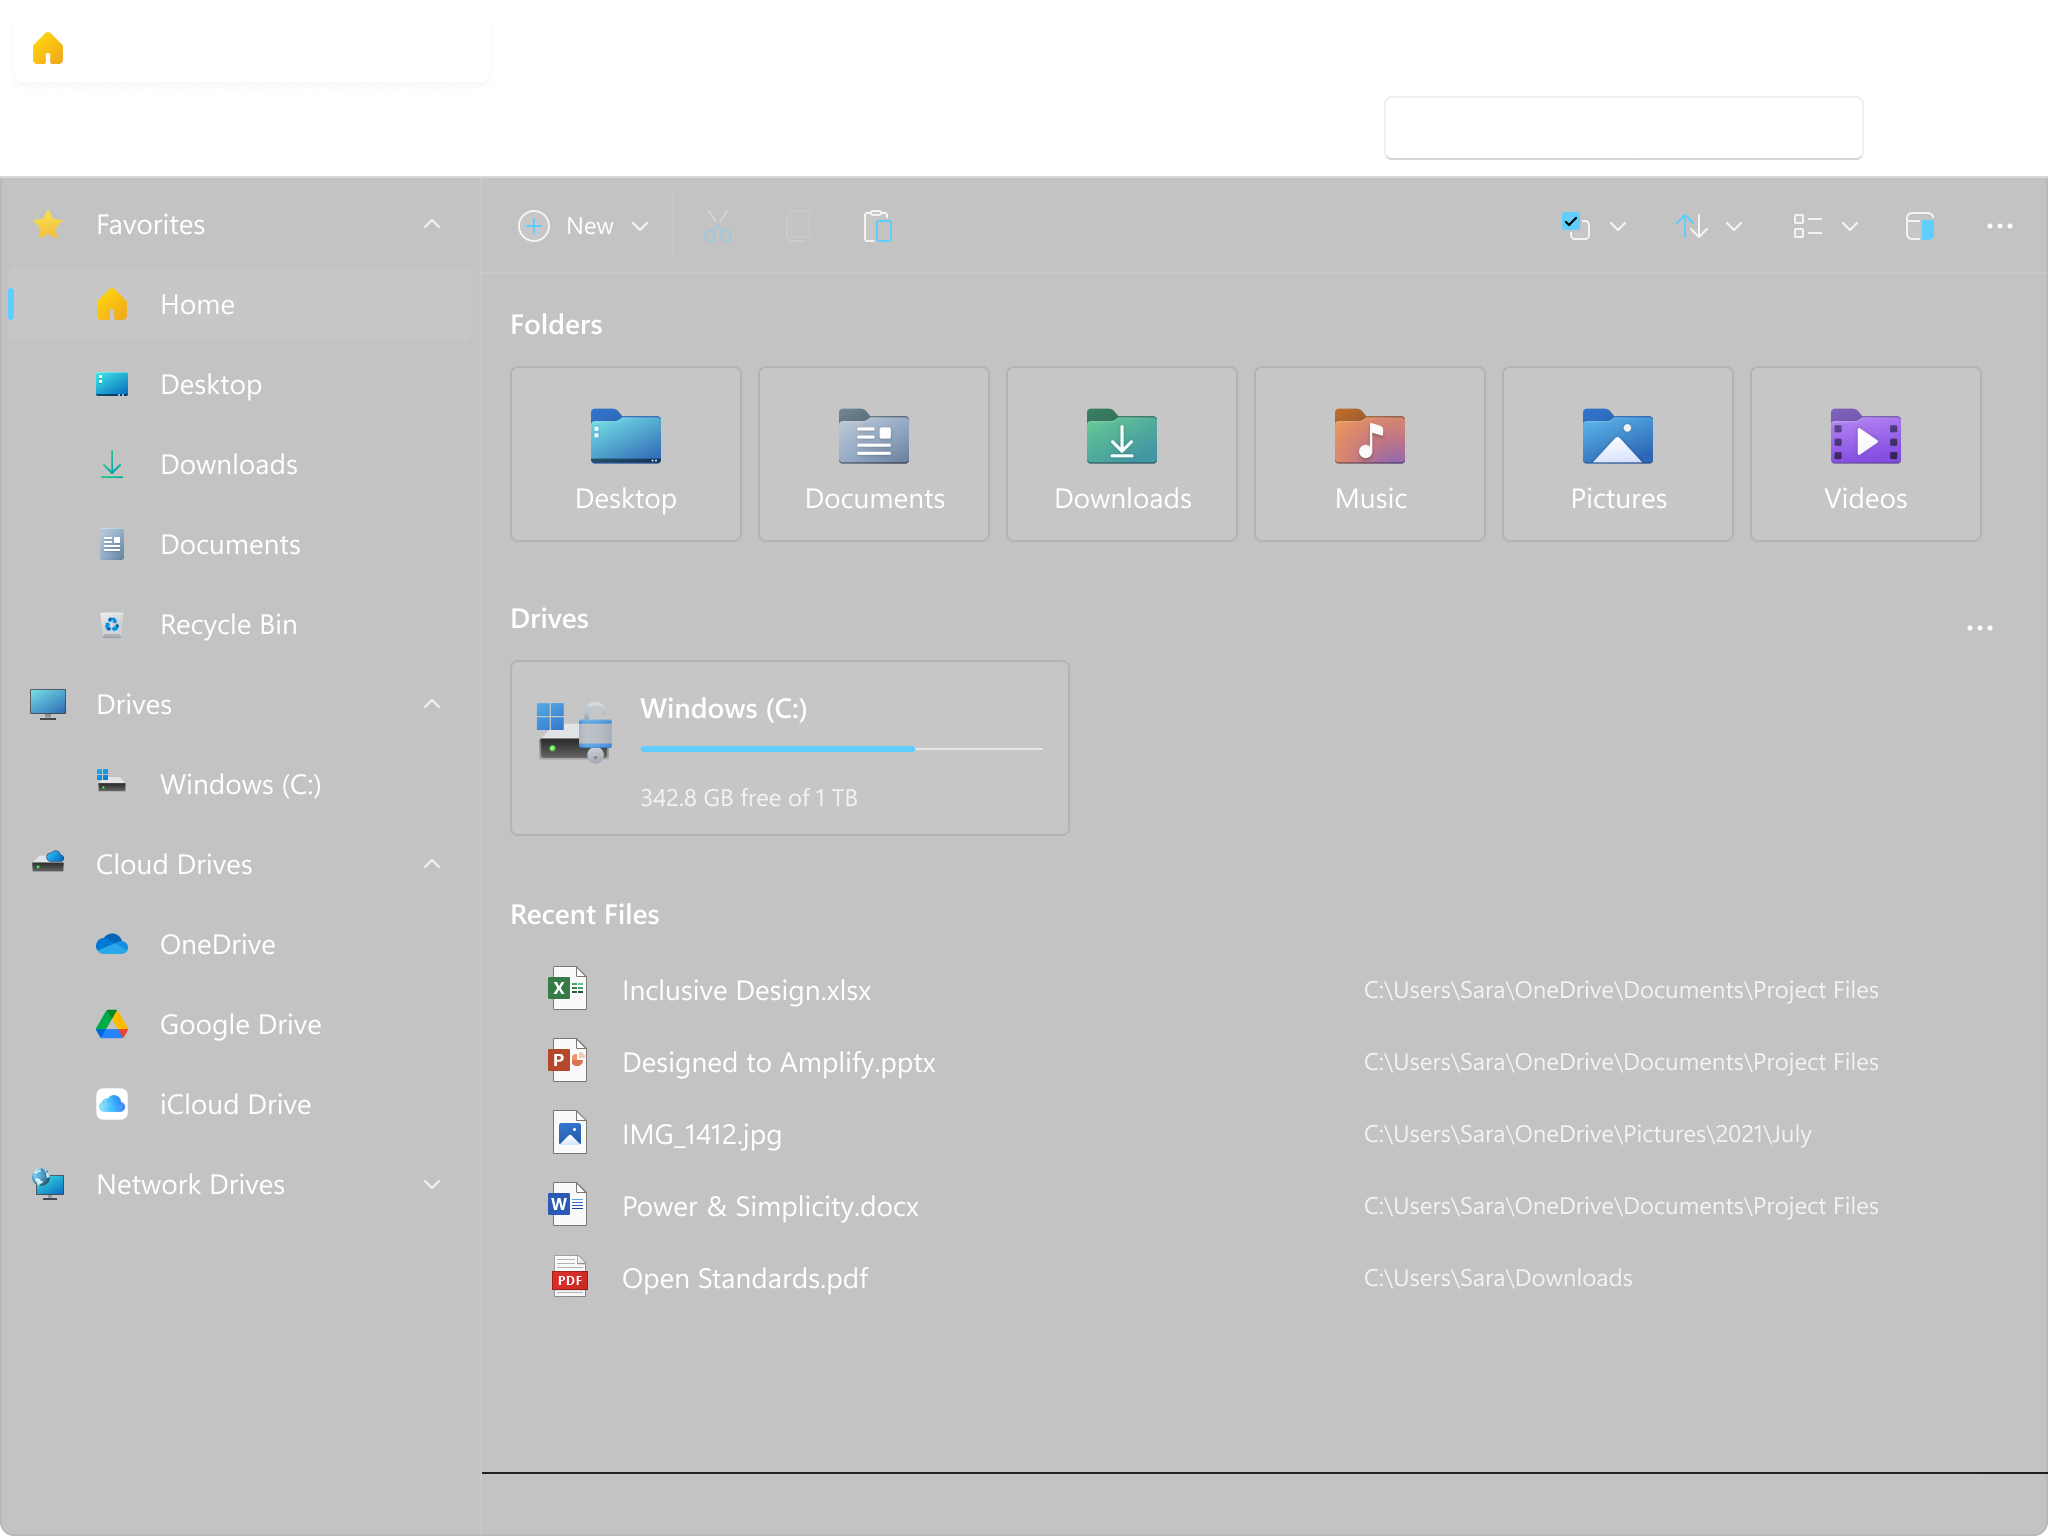 Favorites
Home
Desktop
Downloads
Documents
Recycle Bin
Drives
Windows (C:)
Cloud Drives
OneDrive
Google Drive
iCloud Drive
Network Drives
New
Folders
Desktop
Documents
Downloads
Music
Pictures
Videos
Drives
Windows (C:)
342.8 GB free of 1 TB
Recent Files
X
Inclusive Design.xlsx
C:\Users\Sara\OneDrive\Documents\Project Files
P
Designed to Amplify.pptx
C:\Users\Sara\OneDrive\Documents\Project Files
IMG_1412.jpg
C:\Users\Sara\OneDrive\Pictures\2021\July
W
Power & Simplicity.docx
C:\Users\Sara\OneDrive\Documents\Project Files
PDF
Open Standards.pdf
C:\Users\Sara\Downloads